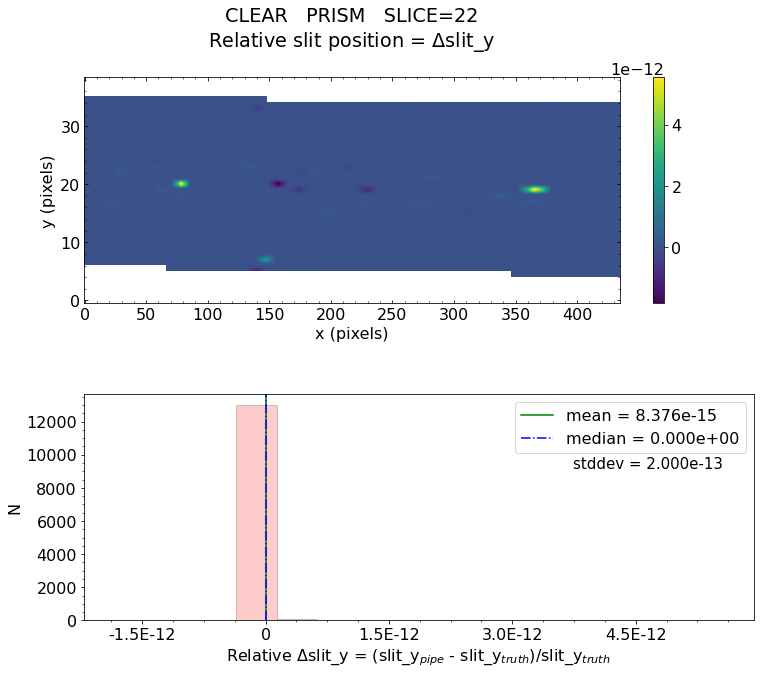 CLEAR PRISM SLICE=22
Relative slit position = Δslit_y
1e−12
y (pixels)
30
20
10
0
4
2
0
0 50 100 150 200 250 300 350 400
x (pixels)
N
12000
10000
8000
6000
4000
2000
0
mean = 8.376e-15
median = 0.000e+00
stddev = 2.000e-13
-1.5E-12 0 1.5E-12 3.0E-12 4.5E-12
Relative Δslit_y = (slit_y_pipe - slit_y_truth)/slit_y_truth